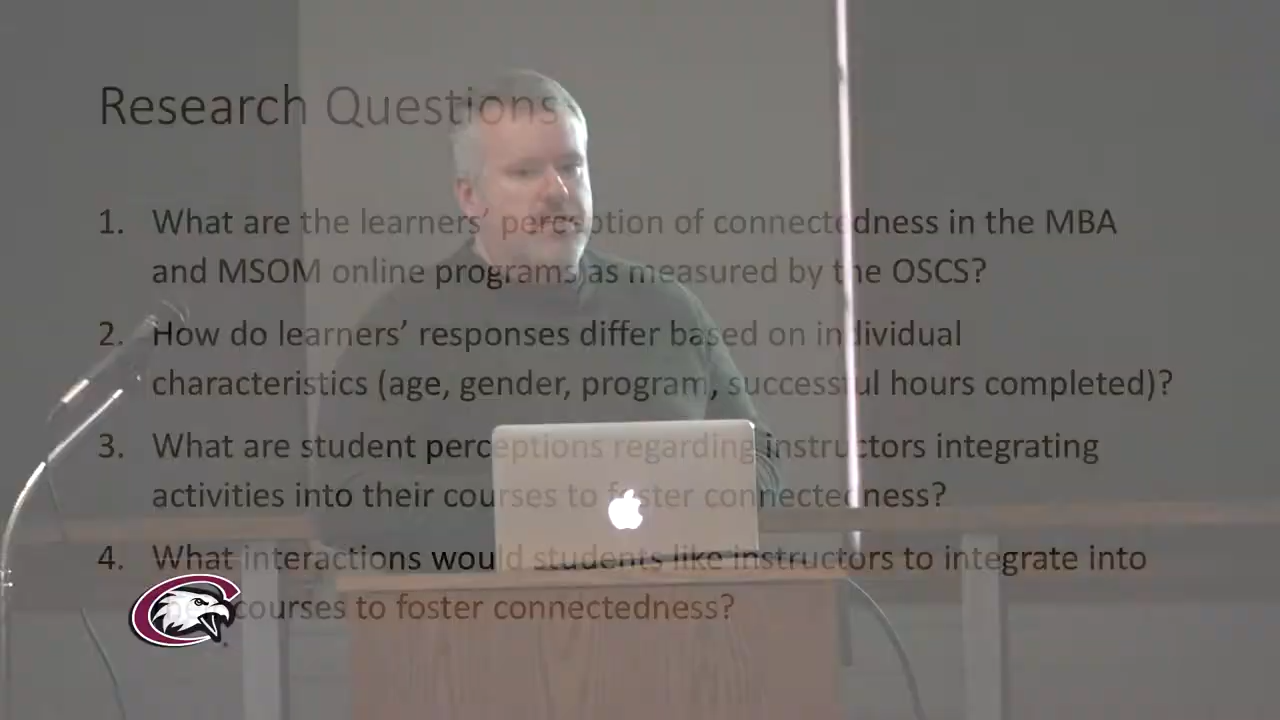 Research Questions
1. What are the learners’ perception of connectedness in the MBA
and MSOM online programs as measured by the OSCS?
2. How do learners’ responses differ based on individual
characteristics (age, gender, program, successful hours completed)?
3. What are student perceptions regarding instructors integrating
activities into their courses to foster connectedness?
4. What interactions would students like instructors to integrate into
courses to foster connectedness?